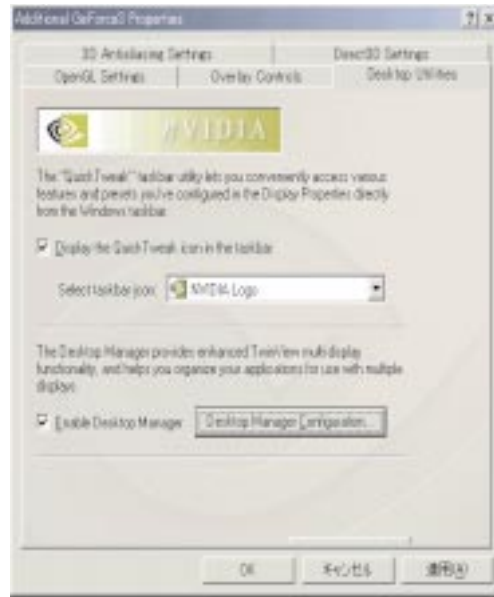 Additional GeForce3 Properties
3D Antialiasing Settings
Direct3D Settings
OpenGL Settings
Overlay Controls
Desktop Utilities
NVIDIA
The "QuickTweak" taskbar utility lets you conveniently access various
features and presets you've configured in the Display Properties directly
from the Windows taskbar.
Display the QuickTweak icon in the taskbar
Select taskbar icon:
NVIDIA Logo
The Desktop Manager provides enhanced TwinView multi display
functionality, and helps you organize your applications for use with multiple
displays.
Enable Desktop Manager
Desktop Manager Configuration...
OK
キャンセル
適用(A)